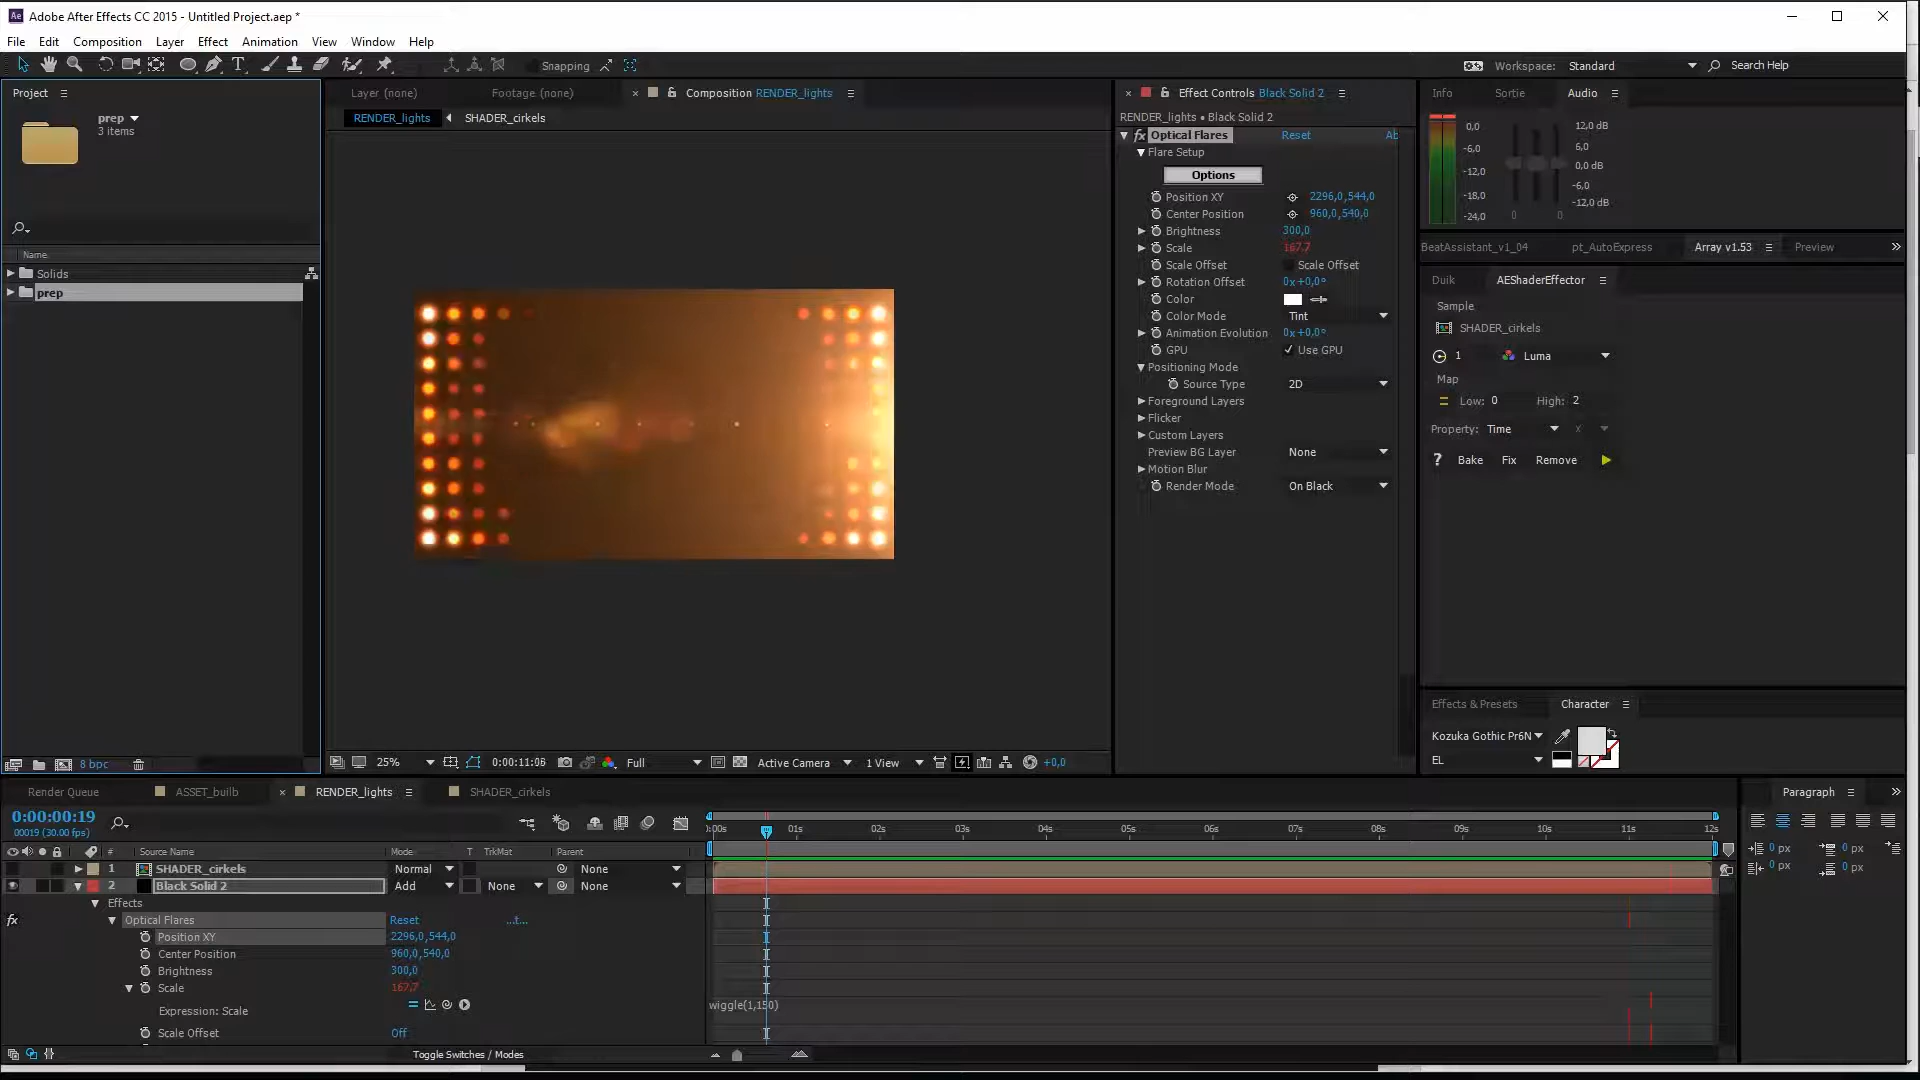 Ae Adobe After Effects CC 2015 - Untitled Project.aep *
File Edit Composition Layer Effect Animation View Window Help
Snapping
Workspace: Standard
Search Help
Project
prep
3 items
Name
Solids
prep
8 bpc
Layer (none)
Footage (none)
Composition RENDER_lights
RENDER_lights
SHADER_cirkels
25%
0:00:11:06
Full
Active Camera
1 View
+0,0
Effect Controls Black Solid 2
RENDER_lights • Black Solid 2
fx Optical Flares Reset Ab
Flare Setup
Options
Position XY 2296,0,544,0
Center Position 960,0,540,0
Brightness 300,0
Scale 167,7
Scale Offset Scale Offset
Rotation Offset 0x+0,0°
Color
Color Mode Tint
Animation Evolution 0x+0,0°
GPU Use GPU
Positioning Mode
Source Type 2D
Foreground Layers
Flicker
Custom Layers
Preview BG Layer None
Motion Blur
Render Mode On Black
Info Sortie Audio
0,0
-6,0
-12,0
-18,0
-24,0
12,0 dB
6,0
0,0 dB
-6,0
-12,0 dB
0 0
BeatAssistant_v1_04 pt_AutoExpress Array v1.53 Preview
Duik AEShaderEffector
Sample
SHADER_cirkels
1 Luma
Map
Low: 0 High: 2
Property: Time x
? Bake Fix Remove
Effects & Presets Character
Kozuka Gothic Pr6N
EL
Render Queue ASSET_builb RENDER_lights SHADER_cirkels
0:00:00:19
00019 (30.00 fps)
:00s 01s 02s 03s 04s 05s 06s 07s 08s 09s 10s 11s 12s
# Source Name Mode T TrkMat Parent
1 SHADER_cirkels Normal None
2 Black Solid 2 Add None None
Effects
fx Optical Flares Reset ...t...
Position XY 2296,0,544,0
Center Position 960,0,540,0
Brightness 300,0
Scale 167,7
Expression: Scale
wiggle(1,150)
Scale Offset Off
Toggle Switches / Modes
Paragraph
0 px 0 px
0 px 0 px